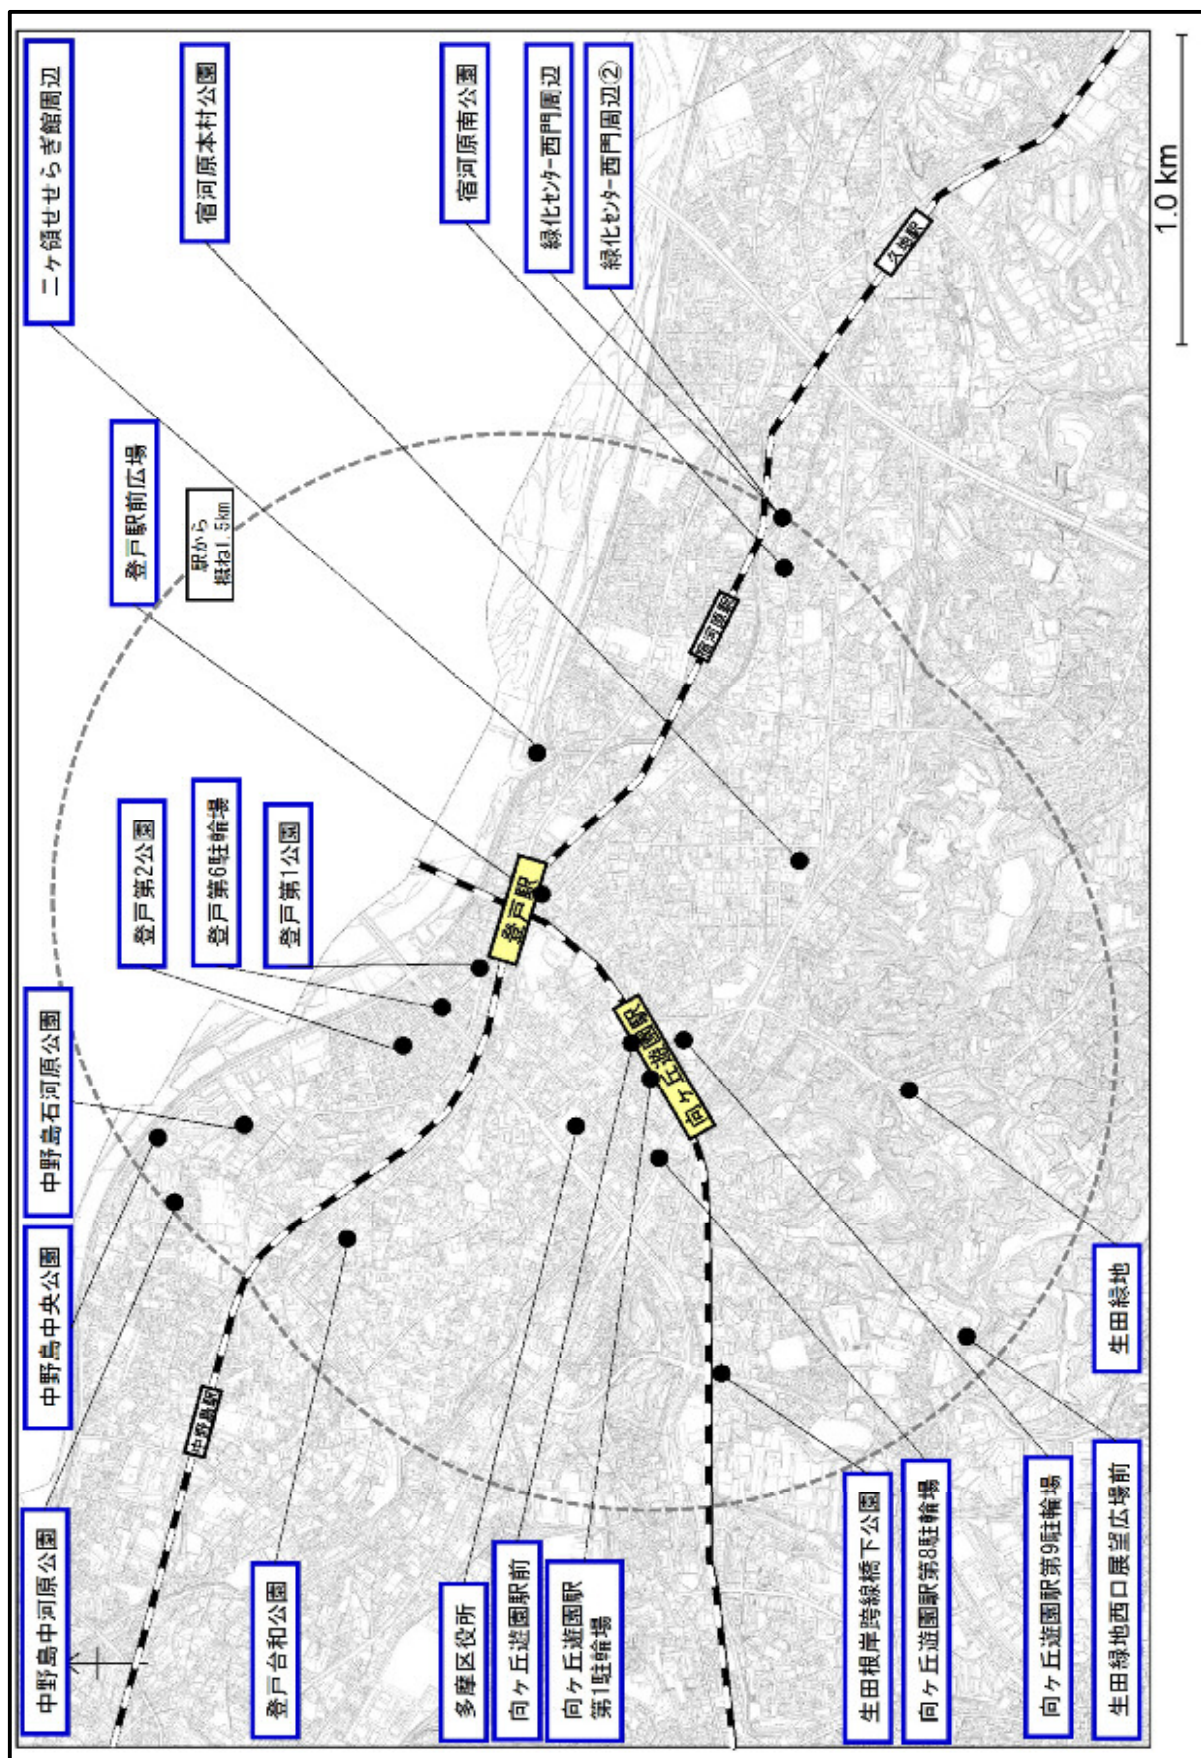 二ヶ領せせらぎ館周辺
宿河原本村公園
宿河原南公園
緑化センター西門周辺
緑化センター西門周辺②
登戸駅前広場
駅から
概ね1.5km
久地駅
1.0 km
宿河原駅
登戸第2公園
登戸第6駐輪場
登戸第1公園
登戸駅
中野島石河原公園
向ヶ丘遊園駅
中野島中央公園
中野島駅
中野島中河原公園
登戸台和公園
多摩区役所
向ヶ丘遊園駅前
向ヶ丘遊園駅
第1駐輪場
生田根岸跨線橋下公園
向ヶ丘遊園駅第8駐輪場
向ヶ丘遊園駅第9駐輪場
生田緑地西口展望広場前
生田緑地